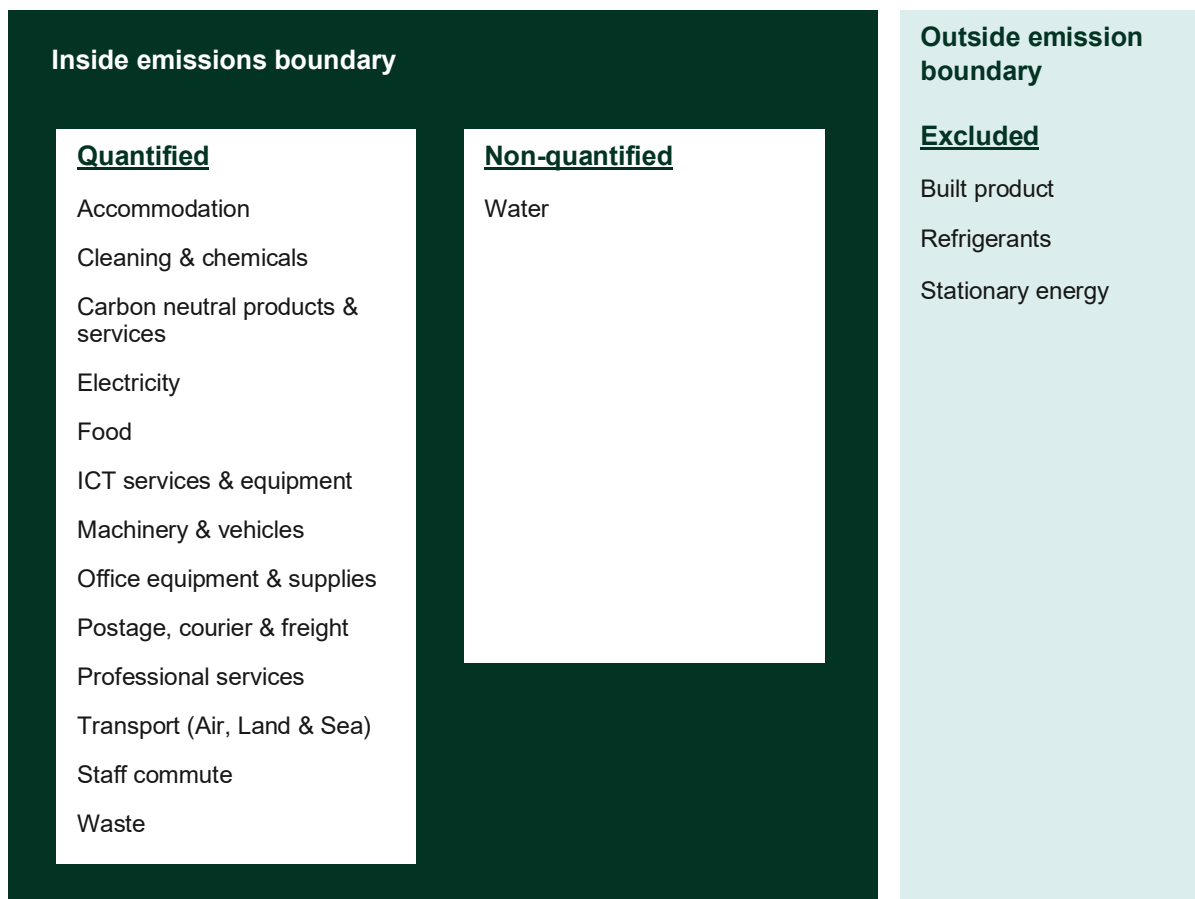 Inside emissions boundary
Quantified
Accommodation
Cleaning & chemicals
Carbon neutral products &
services
Electricity
Food
ICT services & equipment
Machinery & vehicles
Office equipment & supplies
Postage, courier & freight
Professional services
Transport (Air, Land & Sea)
Staff commute
Waste
Non-quantified
Water
Outside emission
boundary
Excluded
Built product
Refrigerants
Stationary energy